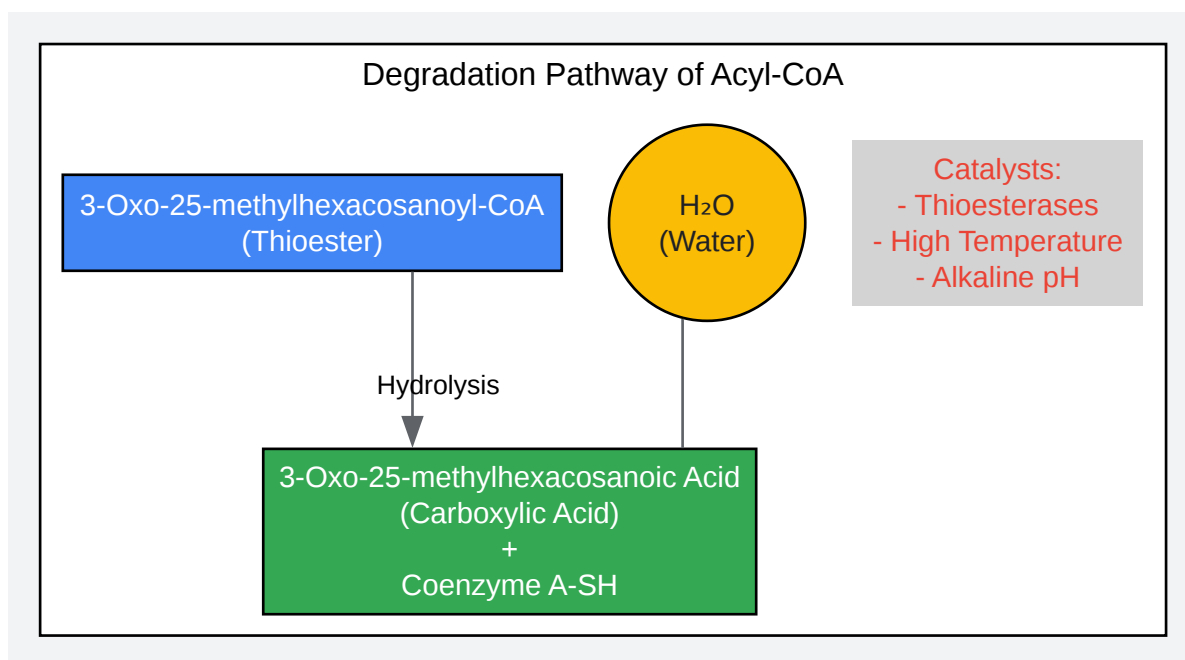 Degradation Pathway of Acyl-CoA
3-Oxo-25-methylhexacosanoyl-CoA
(Thioester)
H₂O
(Water)
Catalysts:
- Thioesterases
- High Temperature
- Alkaline pH
Hydrolysis
3-Oxo-25-methylhexacosanoic Acid
(Carboxylic Acid)
+
Coenzyme A-SH